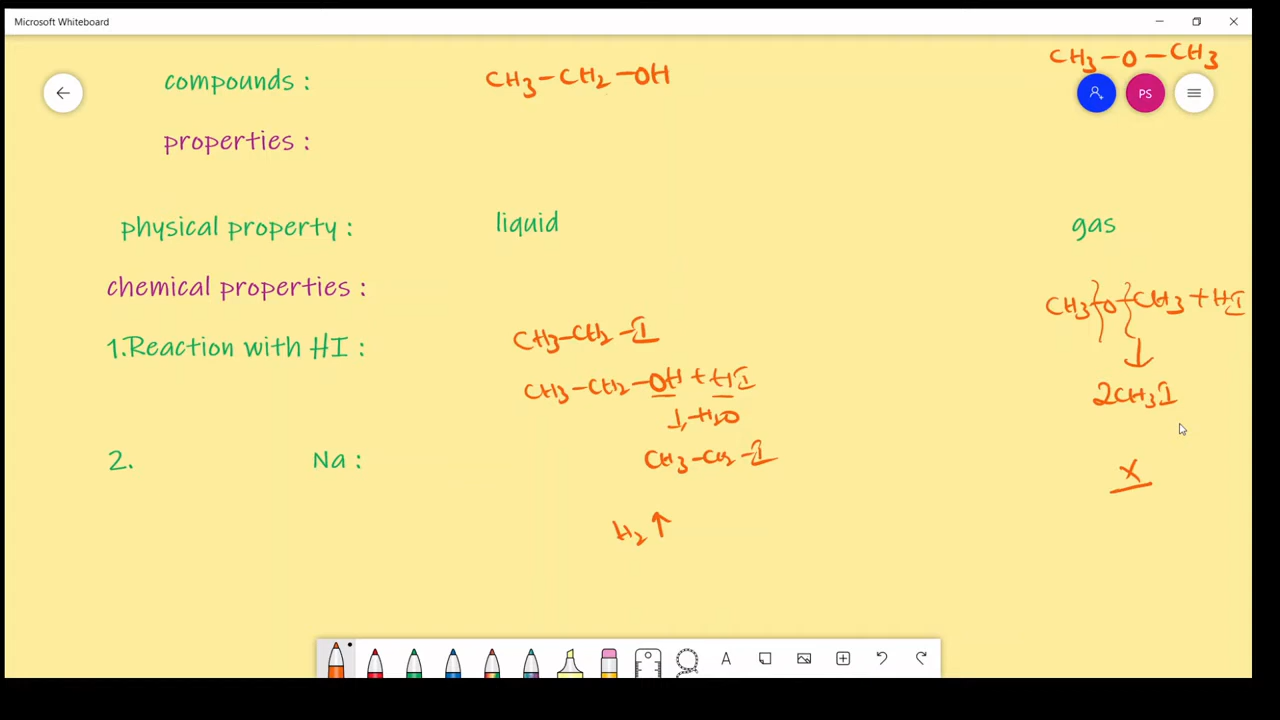 Microsoft Whiteboard
compounds : CH3-CH2-OH CH3-O-CH3
PS
properties :
physical property : liquid gas
chemical properties :
CH3-O-CH3+HI
1.Reaction with HI : CH3-CH2-I
CH3-CH2-OH+HI
2CH3I
-H2O
2. Na : CH3-CH2-I X
H2↑
A